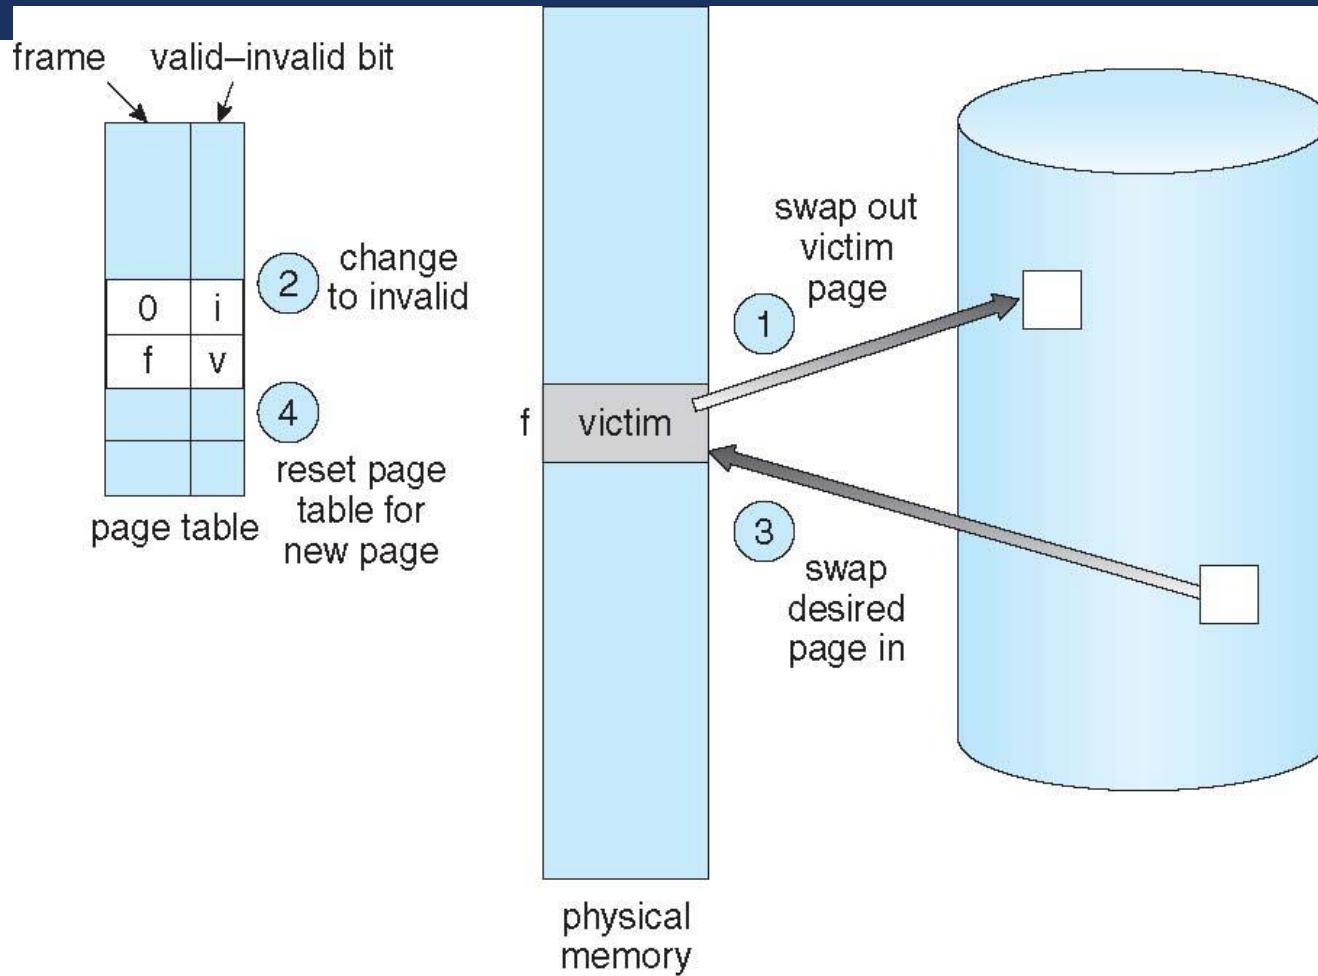 frame
valid–invalid bit
0
i
f
v
2
change
to invalid
4
reset page
table for
new page
page table
f
victim
physical
memory
swap out
victim
page
1
3
swap
desired
page in